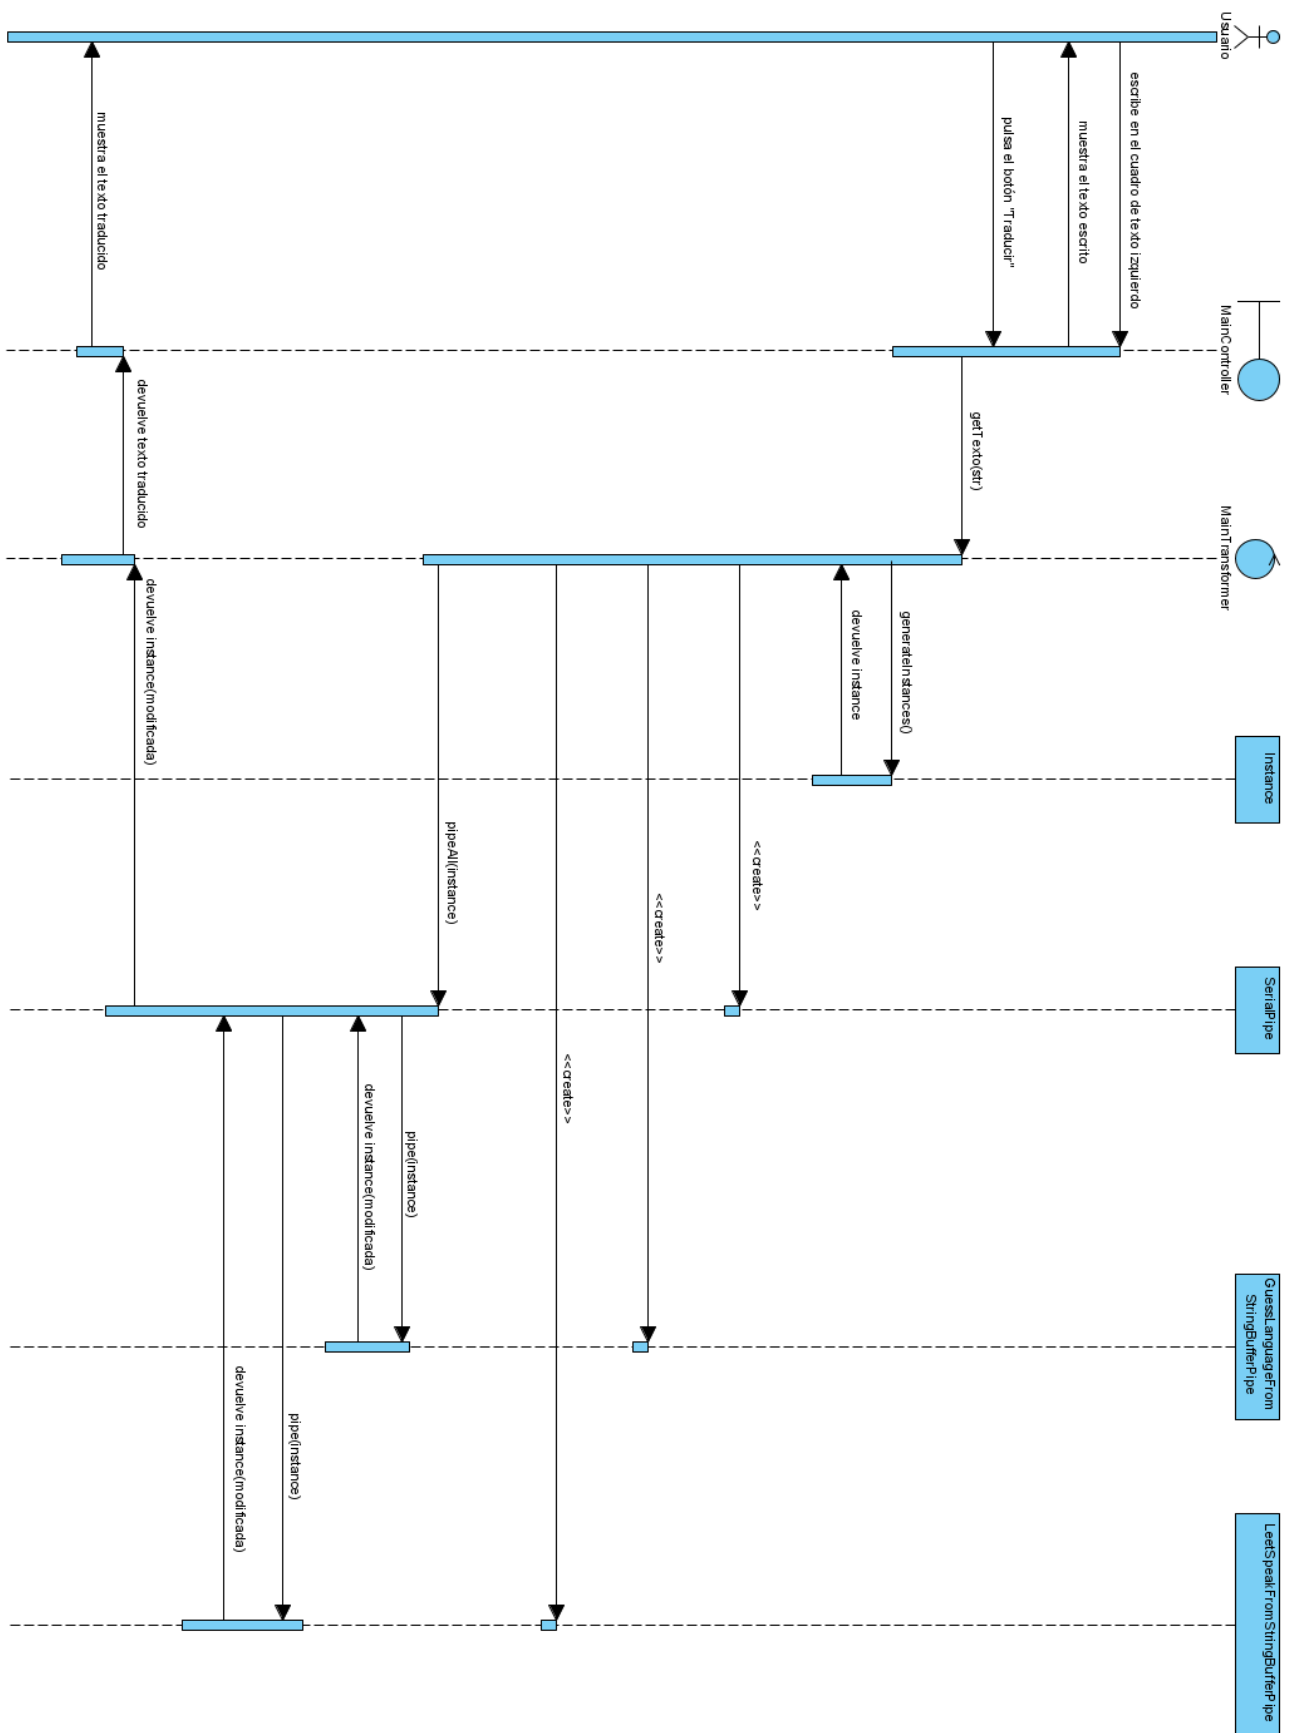 Usuario
MainController
MainTransformer
Instance
SerialPipe
GuessLanguageFrom
StringBufferPipe
LeetSpeakFromStringBufferPipe
escribe en el cuadro de texto izquierdo
muestra el texto escrito
pulsa el botón "Traducir"
getTexto(str)
generateInstances()
devuelve instance
<<create>>
<<create>>
<<create>>
pipeAll(instance)
pipe(instance)
devuelve instance(modificada)
pipe(instance)
devuelve instance(modificada)
devuelve instance(modificada)
devuelve texto traducido
muestra el texto traducido